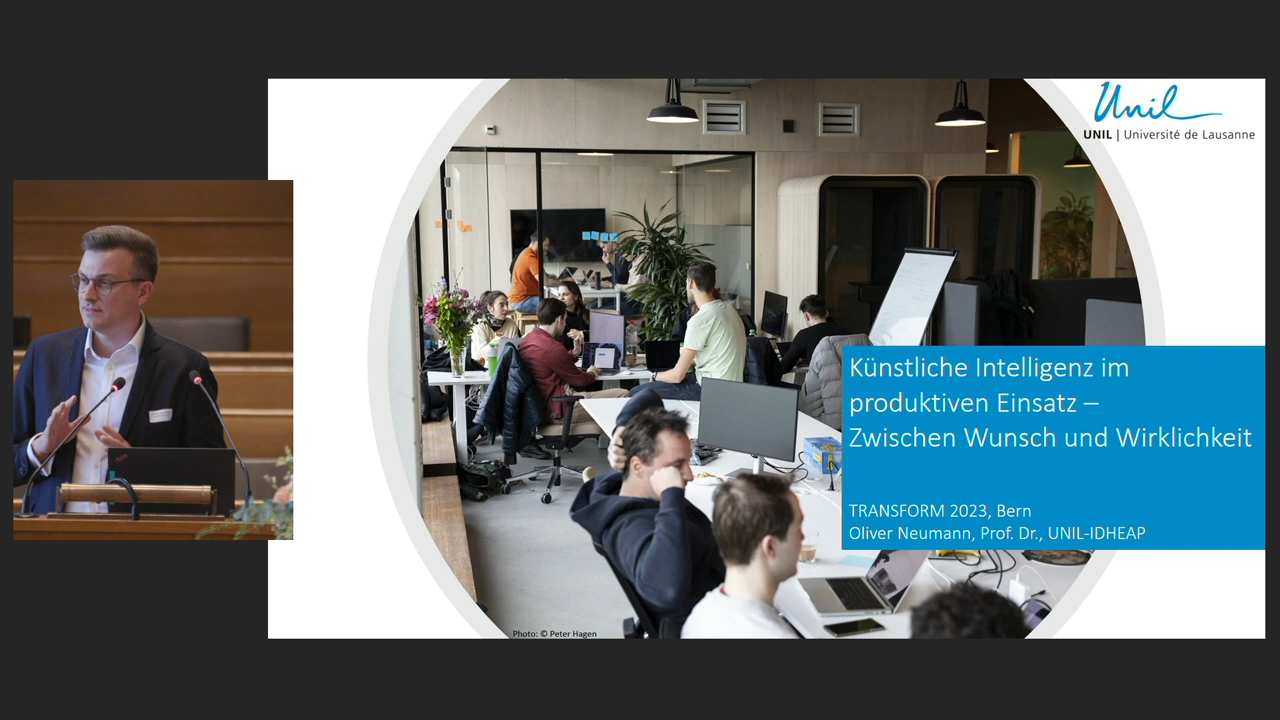 Unil
UNIL | Université de Lausanne
Künstliche Intelligenz im
produktiven Einsatz –
Zwischen Wunsch und Wirklichkeit
TRANSFORM 2023, Bern
Oliver Neumann, Prof. Dr., UNIL-IDHEAP
Photo: © Peter Hagen